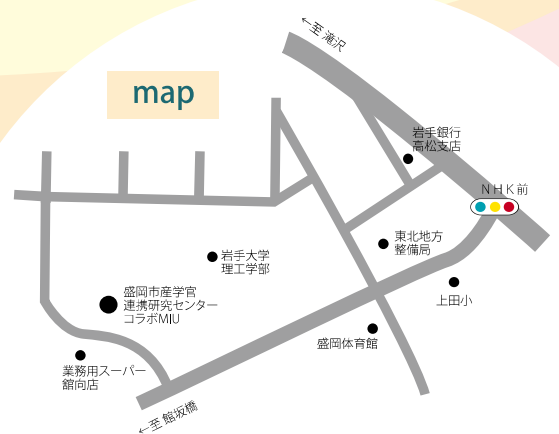 ←至 滝沢
map
岩手銀行
高松支店
NHK前
東北地方
整備局
岩手大学
理工学部
上田小
盛岡市産学官
連携研究センター
コラボMIU
盛岡体育館
業務用スーパー
舘向店
←至 館坂橋